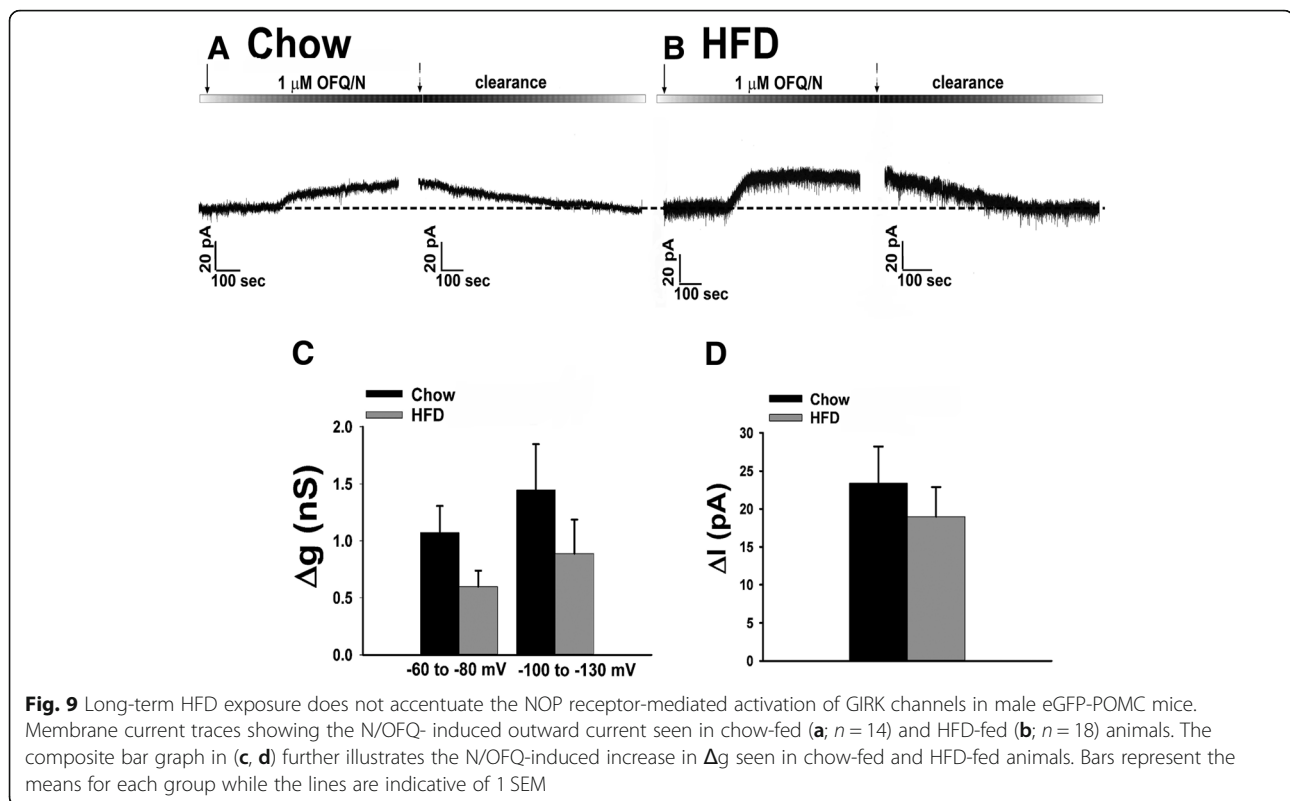 A Chow
B HFD
1 μM OFQ/N
clearance
1 μM OFQ/N
clearance
20 pA
100 sec
20 pA
100 sec
20 pA
100 sec
20 pA
100 sec
C
Chow
HFD
Δg (nS)
2.0
1.5
1.0
0.5
0.0
-60 to -80 mV
-100 to -130 mV
D
Chow
HFD
ΔI (pA)
30
25
20
15
10
5
0
Fig. 9 Long-term HFD exposure does not accentuate the NOP receptor-mediated activation of GIRK channels in male eGFP-POMC mice.
Membrane current traces showing the N/OFQ- induced outward current seen in chow-fed (a; n = 14) and HFD-fed (b; n = 18) animals. The
composite bar graph in (c, d) further illustrates the N/OFQ-induced increase in Δg seen in chow-fed and HFD-fed animals. Bars represent the
means for each group while the lines are indicative of 1 SEM